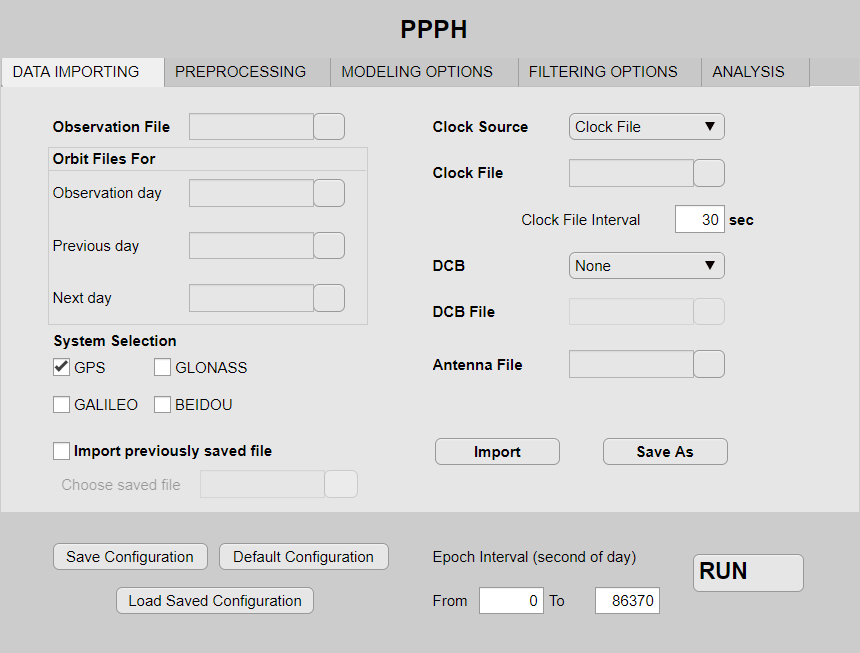 PPPH
DATA IMPORTING
PREPROCESSING
MODELING OPTIONS
FILTERING OPTIONS
ANALYSIS
Observation File
Orbit Files For
Observation day
Previous day
Next day
System Selection
GPS
GLONASS
GALILEO
BEIDOU
Import previously saved file
Choose saved file
Clock Source
Clock File
Clock File
Clock File Interval
30 sec
DCB
None
DCB File
Antenna File
Import
Save As
Save Configuration
Default Configuration
Load Saved Configuration
Epoch Interval (second of day)
From 0 To 86370
RUN